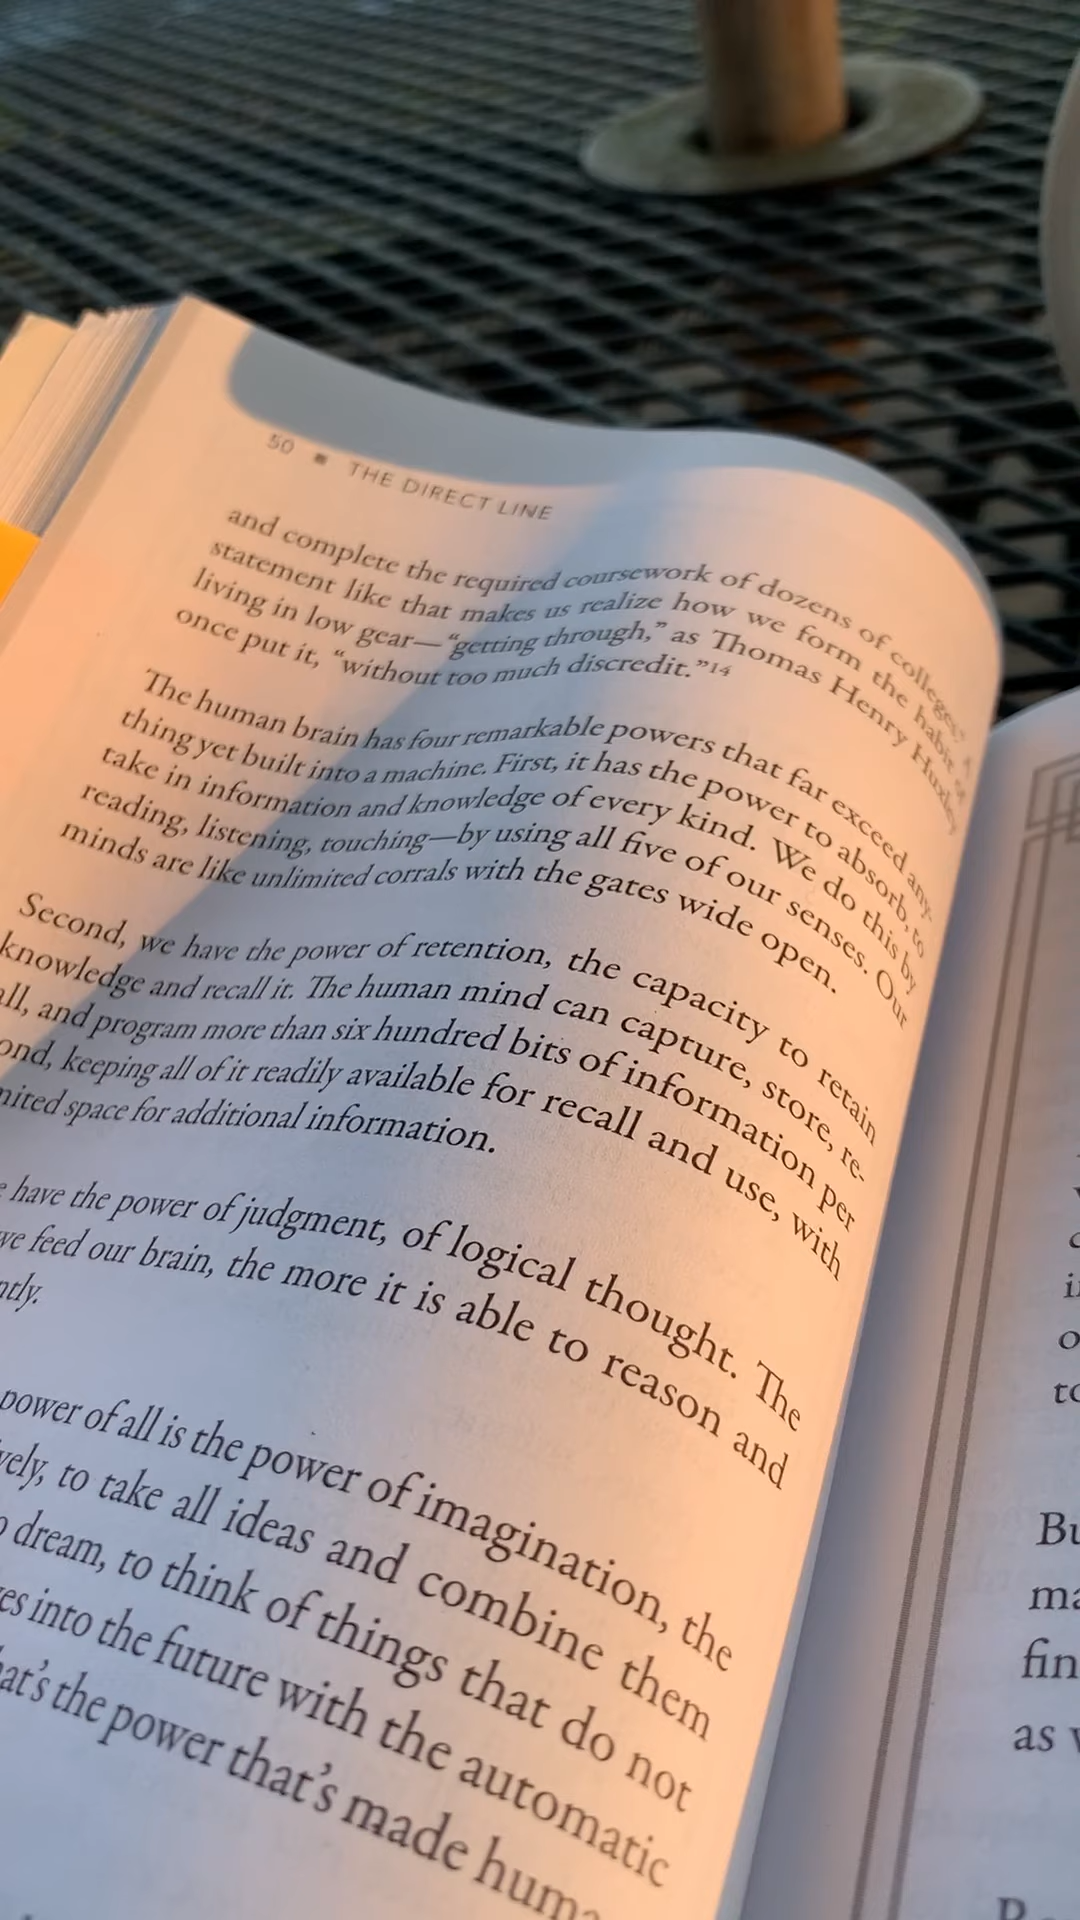 50 ■ THE DIRECT LINE
and complete the required coursework of dozens of colleges." A
statement like that makes us realize how we form the habit of
living in low gear—"getting through," as Thomas Henry Huxley
once put it, "without too much discredit."14
The human brain has four remarkable powers that far exceed any-
thing yet built into a machine. First, it has the power to absorb, to
take in information and knowledge of every kind. We do this by
reading, listening, touching—by using all five of our senses. Our
minds are like unlimited corrals with the gates wide open.
Second, we have the power of retention, the capacity to retain
knowledge and recall it. The human mind can capture, store, re-
all, and program more than six hundred bits of information per
ond, keeping all of it readily available for recall and use, with
mited space for additional information.
have the power of judgment, of logical thought. The
we feed our brain, the more it is able to reason and
ntly.
power of all is the power of imagination, the
vely, to take all ideas and combine them
o dream, to think of things that do not
es into the future with the automatic
hat's the power that's made huma
Bu
ma
fin
as